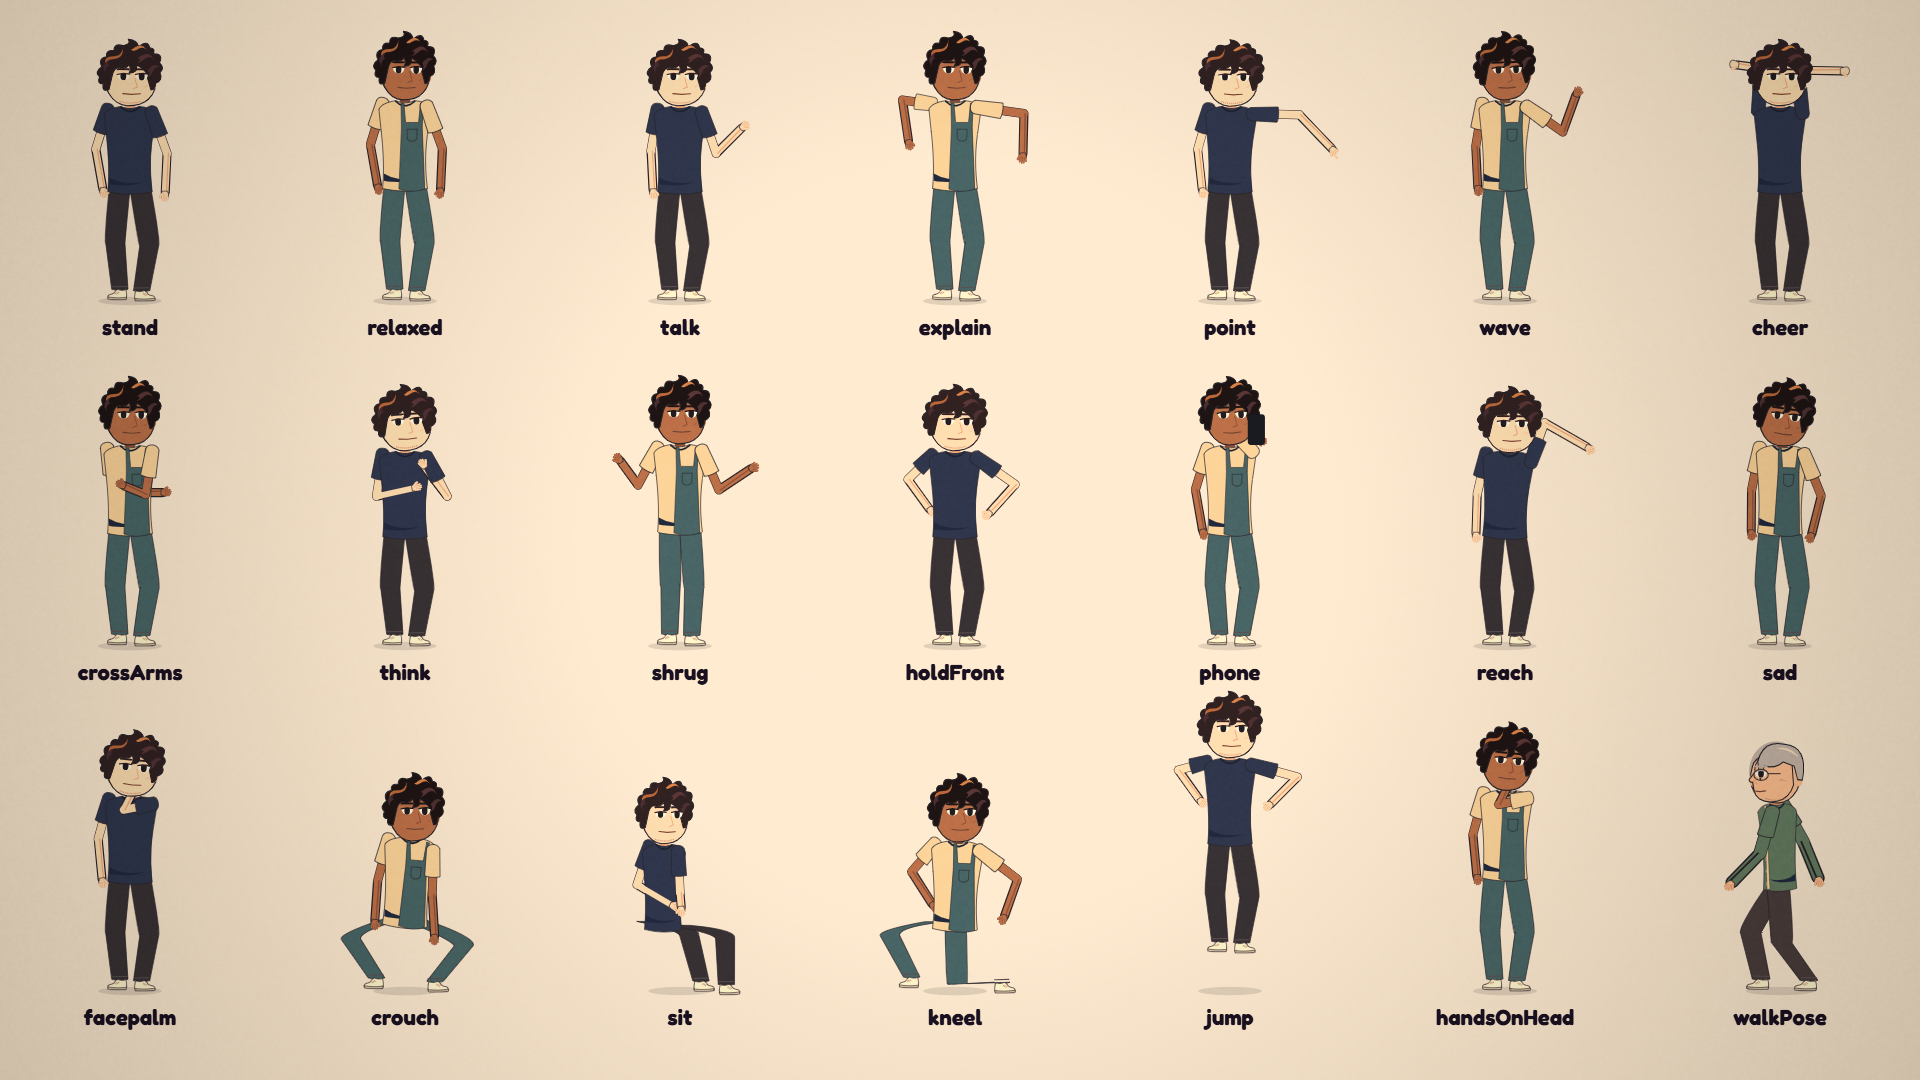 stand
relaxed
talk
explain
point
wave
cheer
crossArms
think
shrug
holdFront
phone
reach
sad
facepalm
crouch
sit
kneel
jump
handsOnHead
walkPose